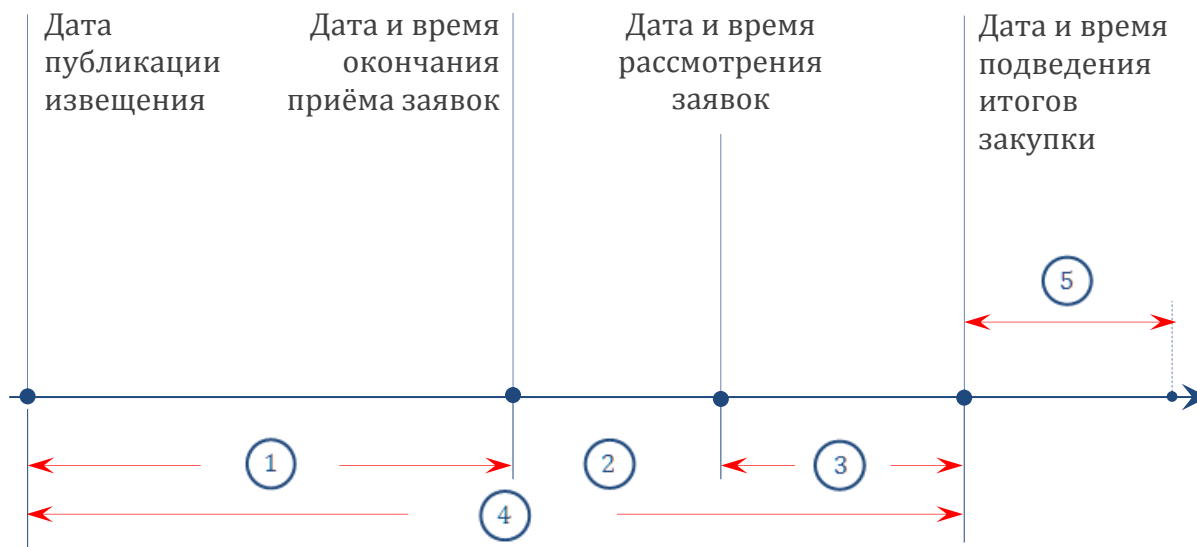 Дата
публикации
извещения
Дата и время
окончания
приёма заявок
Дата и время
рассмотрения
заявок
Дата и время
подведения
итогов
закупки
5
1
2
3
4